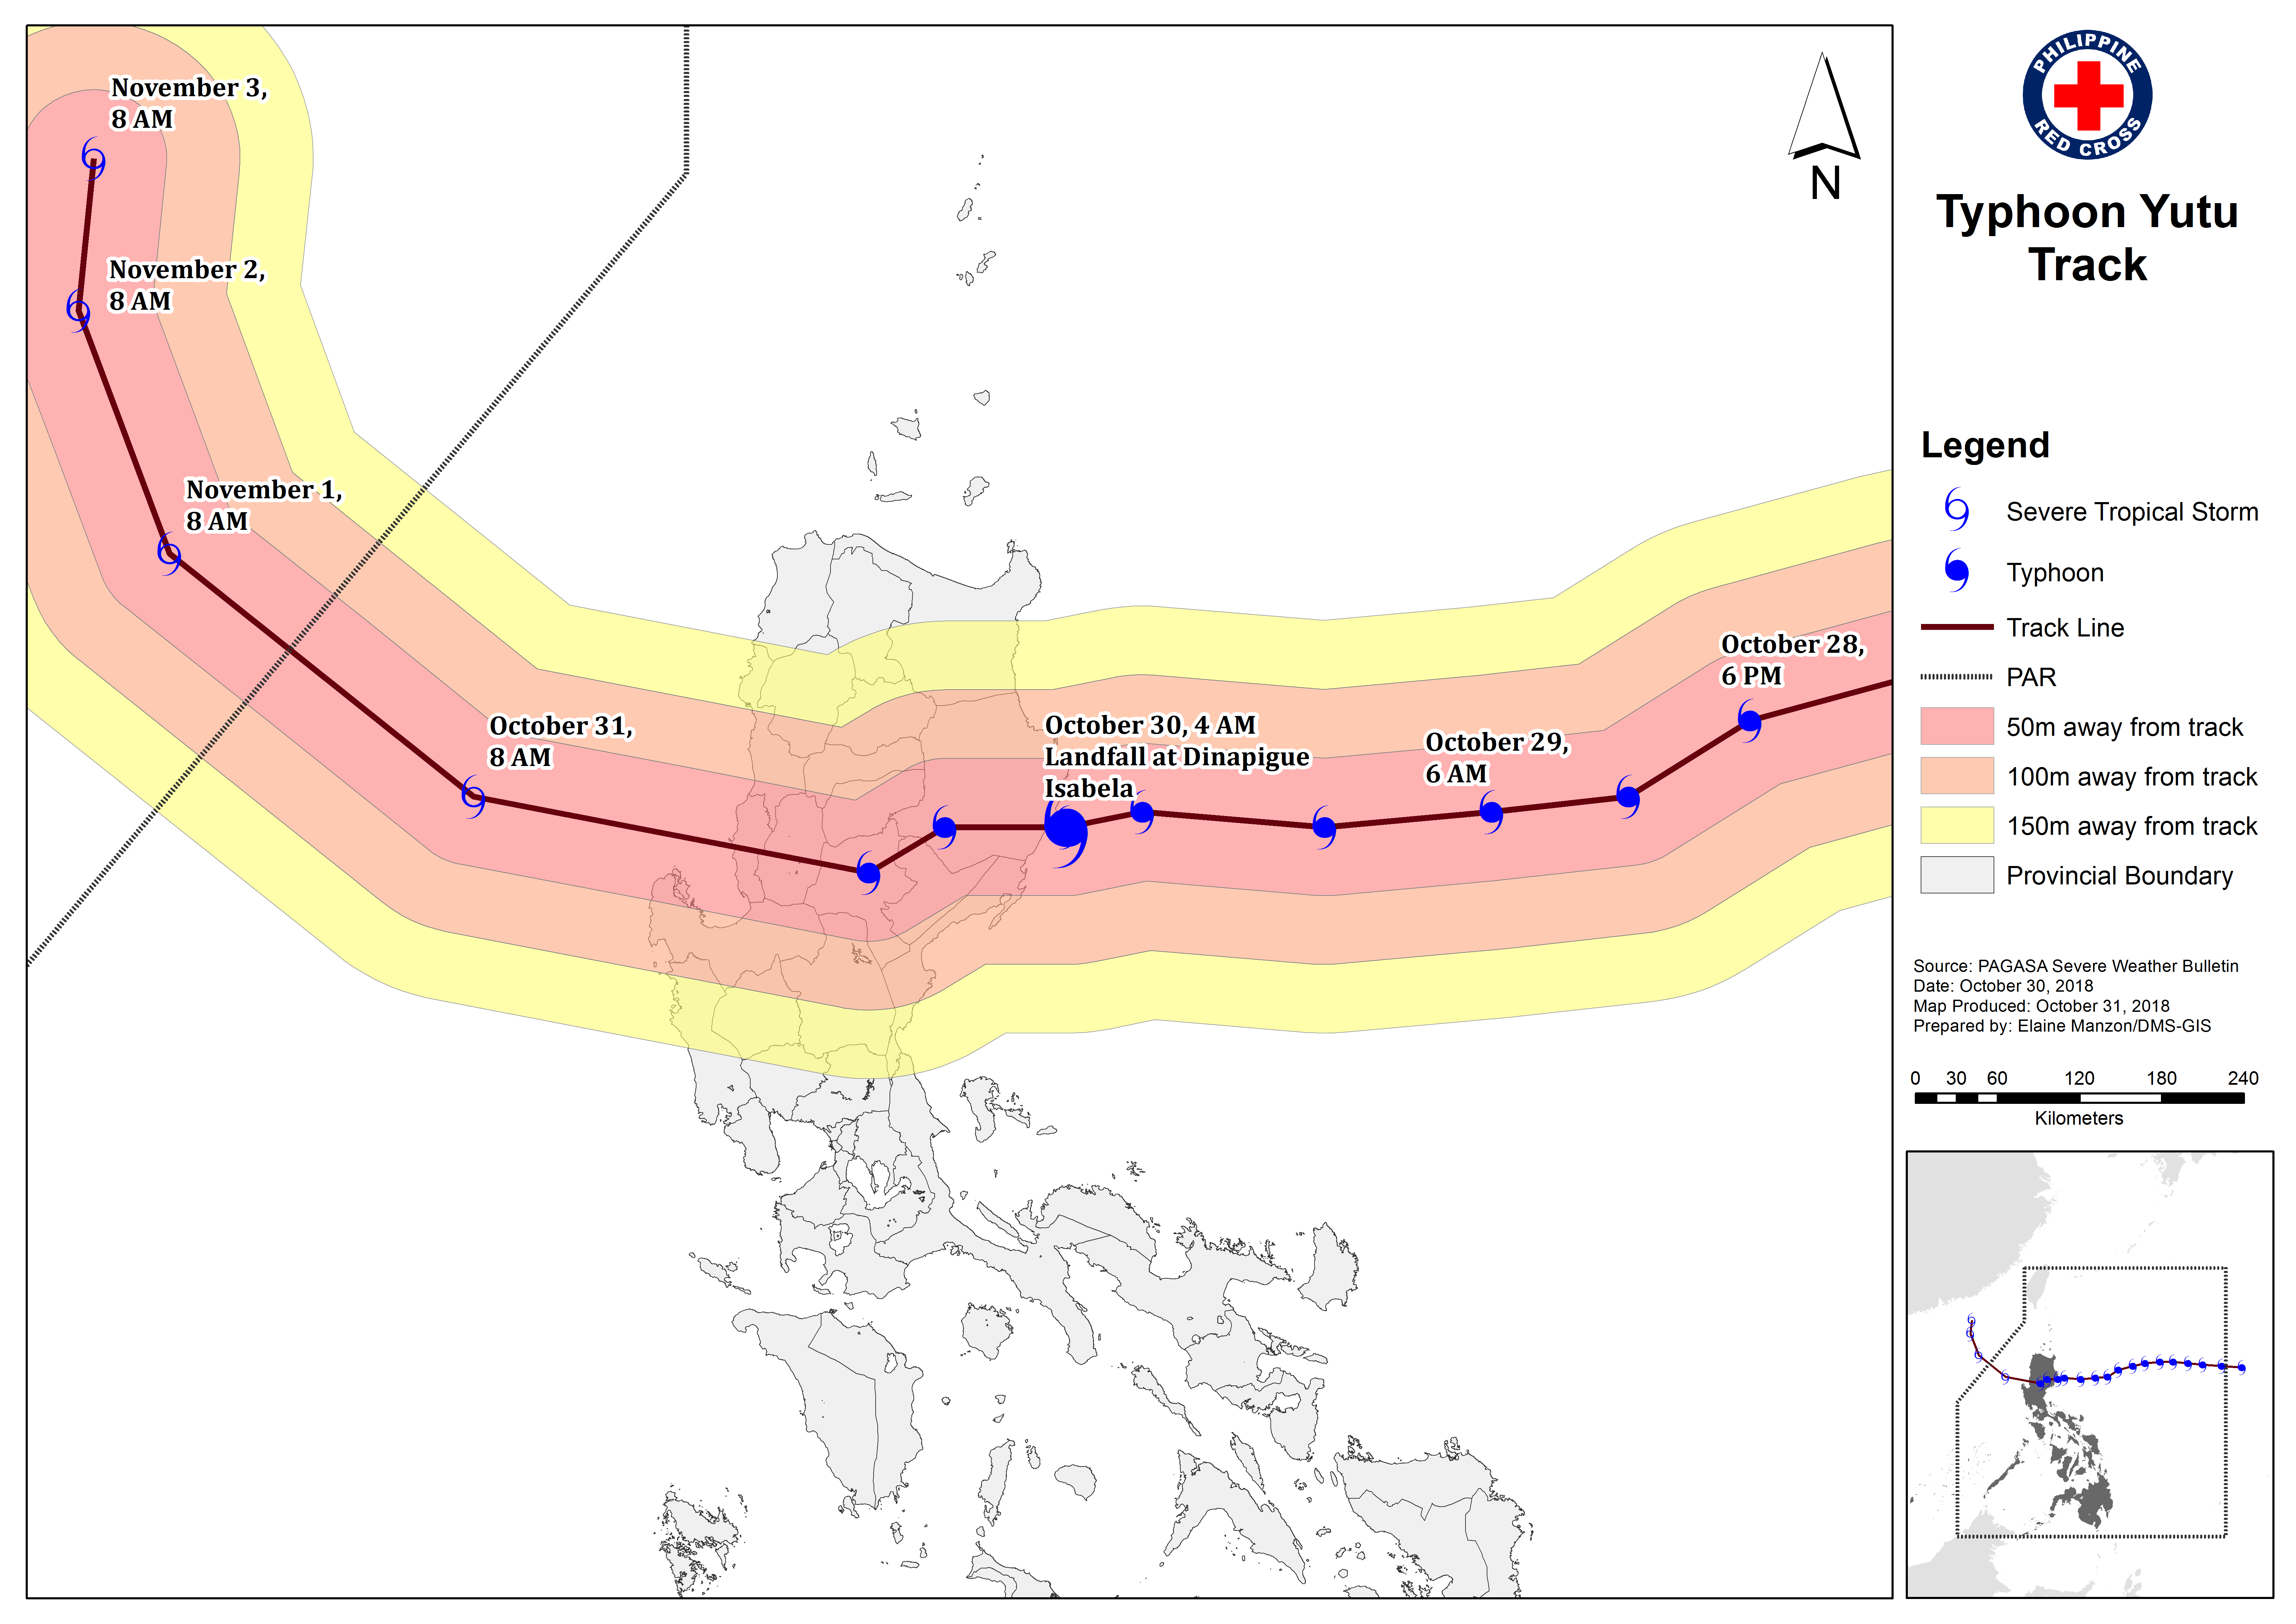 November 3,
8 AM
November 2,
8 AM
November 1,
8 AM
October 31,
8 AM
October 30, 4 AM
Landfall at Dinapigue
Isabela
October 29,
6 AM
October 28,
6 PM
N
PHILIPPINE
RED CROSS
Typhoon Yutu
Track
Legend
Severe Tropical Storm
Typhoon
Track Line
PAR
50m away from track
100m away from track
150m away from track
Provincial Boundary
Source: PAGASA Severe Weather Bulletin
Date: October 30, 2018
Map Produced: October 31, 2018
Prepared by: Elaine Manzon/DMS-GIS
0 30 60 120 180 240
Kilometers